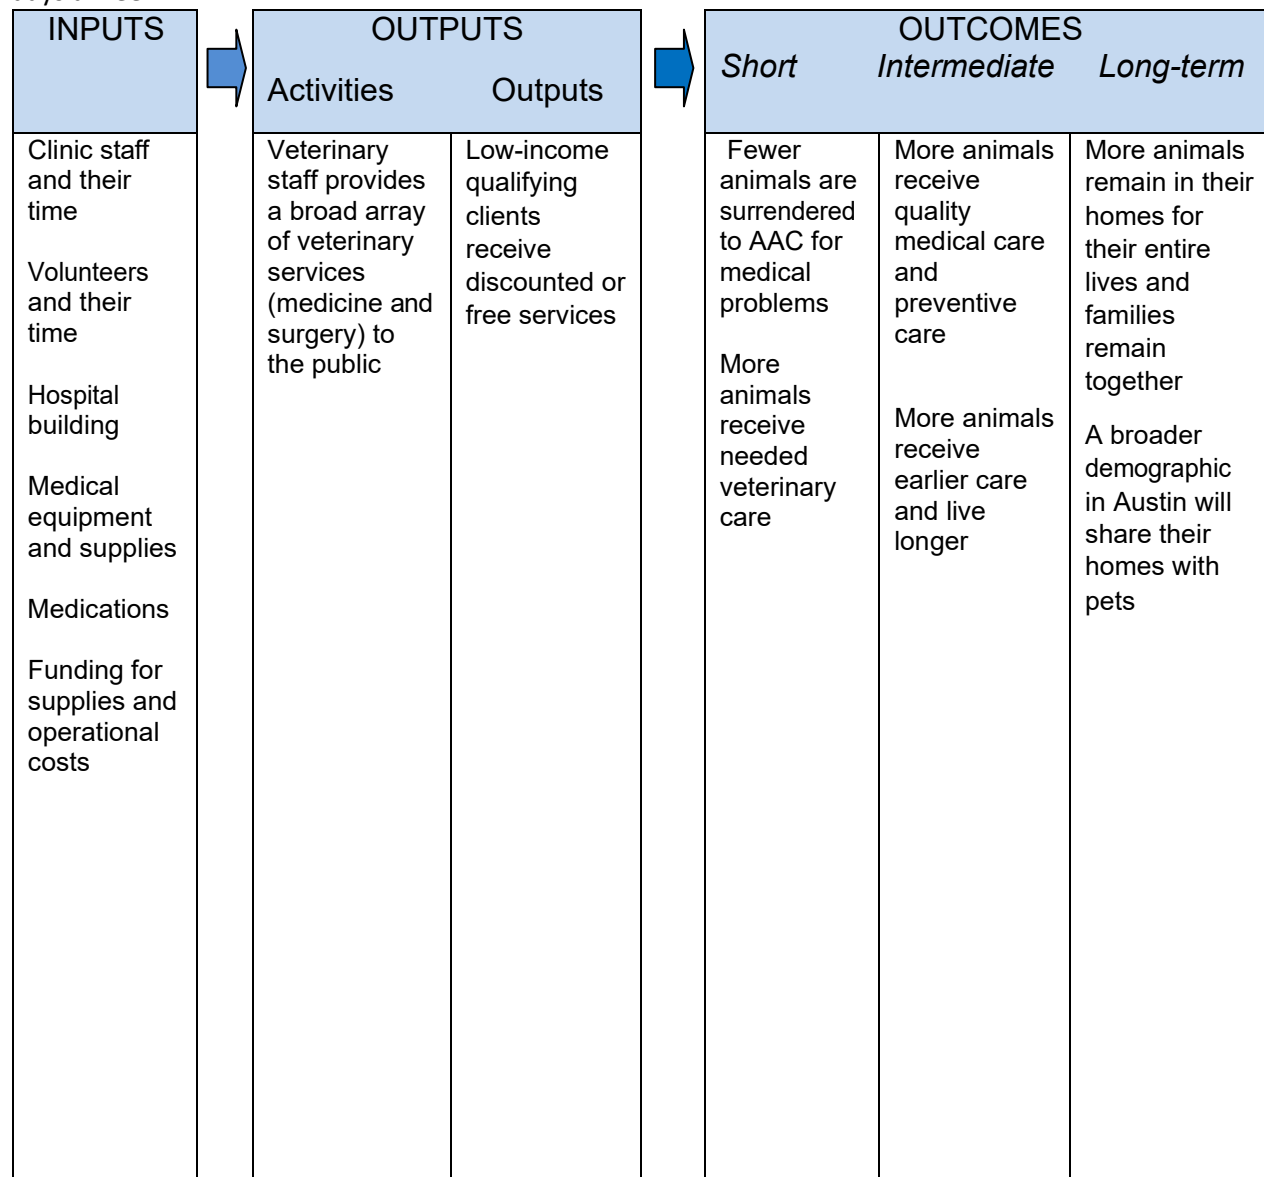 INPUTS
OUTPUTS
Activities
Outputs
OUTCOMES
Short
Intermediate
Long-term
Clinic staff
and their
time
Volunteers
and their
time
Hospital
building
Medical
equipment
and supplies
Medications
Funding for
supplies and
operational
costs
Veterinary
staff provides
a broad array
of veterinary
services
(medicine and
surgery) to
the public
Low-income
qualifying
clients
receive
discounted or
free services
Fewer
animals are
surrendered
to AAC for
medical
problems
More
animals
receive
needed
veterinary
care
More animals
receive
quality
medical care
and
preventive
care
More animals
receive
earlier care
and live
longer
More animals
remain in their
homes for
their entire
lives and
families
remain
together
A broader
demographic
in Austin will
share their
homes with
pets